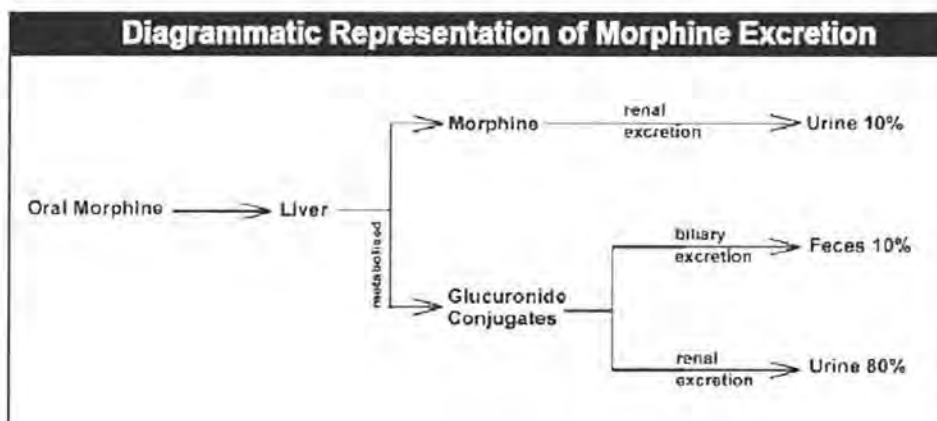 Diagrammatic Representation of Morphine Excretion
Morphine
renal
excretion
Urine 10%
Oral Morphine
Liver
metabolised
biliary
excretion
Feces 10%
Glucuronide
Conjugates
renal
excretion
Urine 80%